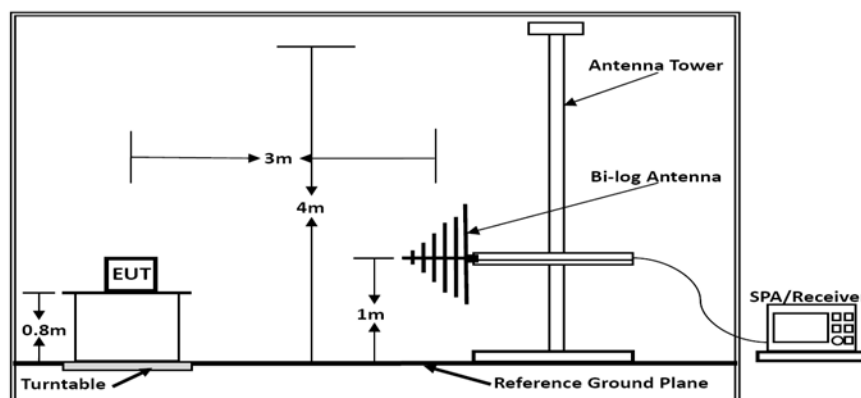 Antenna Tower
3m
Bi-log Antenna
4m
EUT
SPA/Receive
0.8m
1m
Turntable
Reference Ground Plane